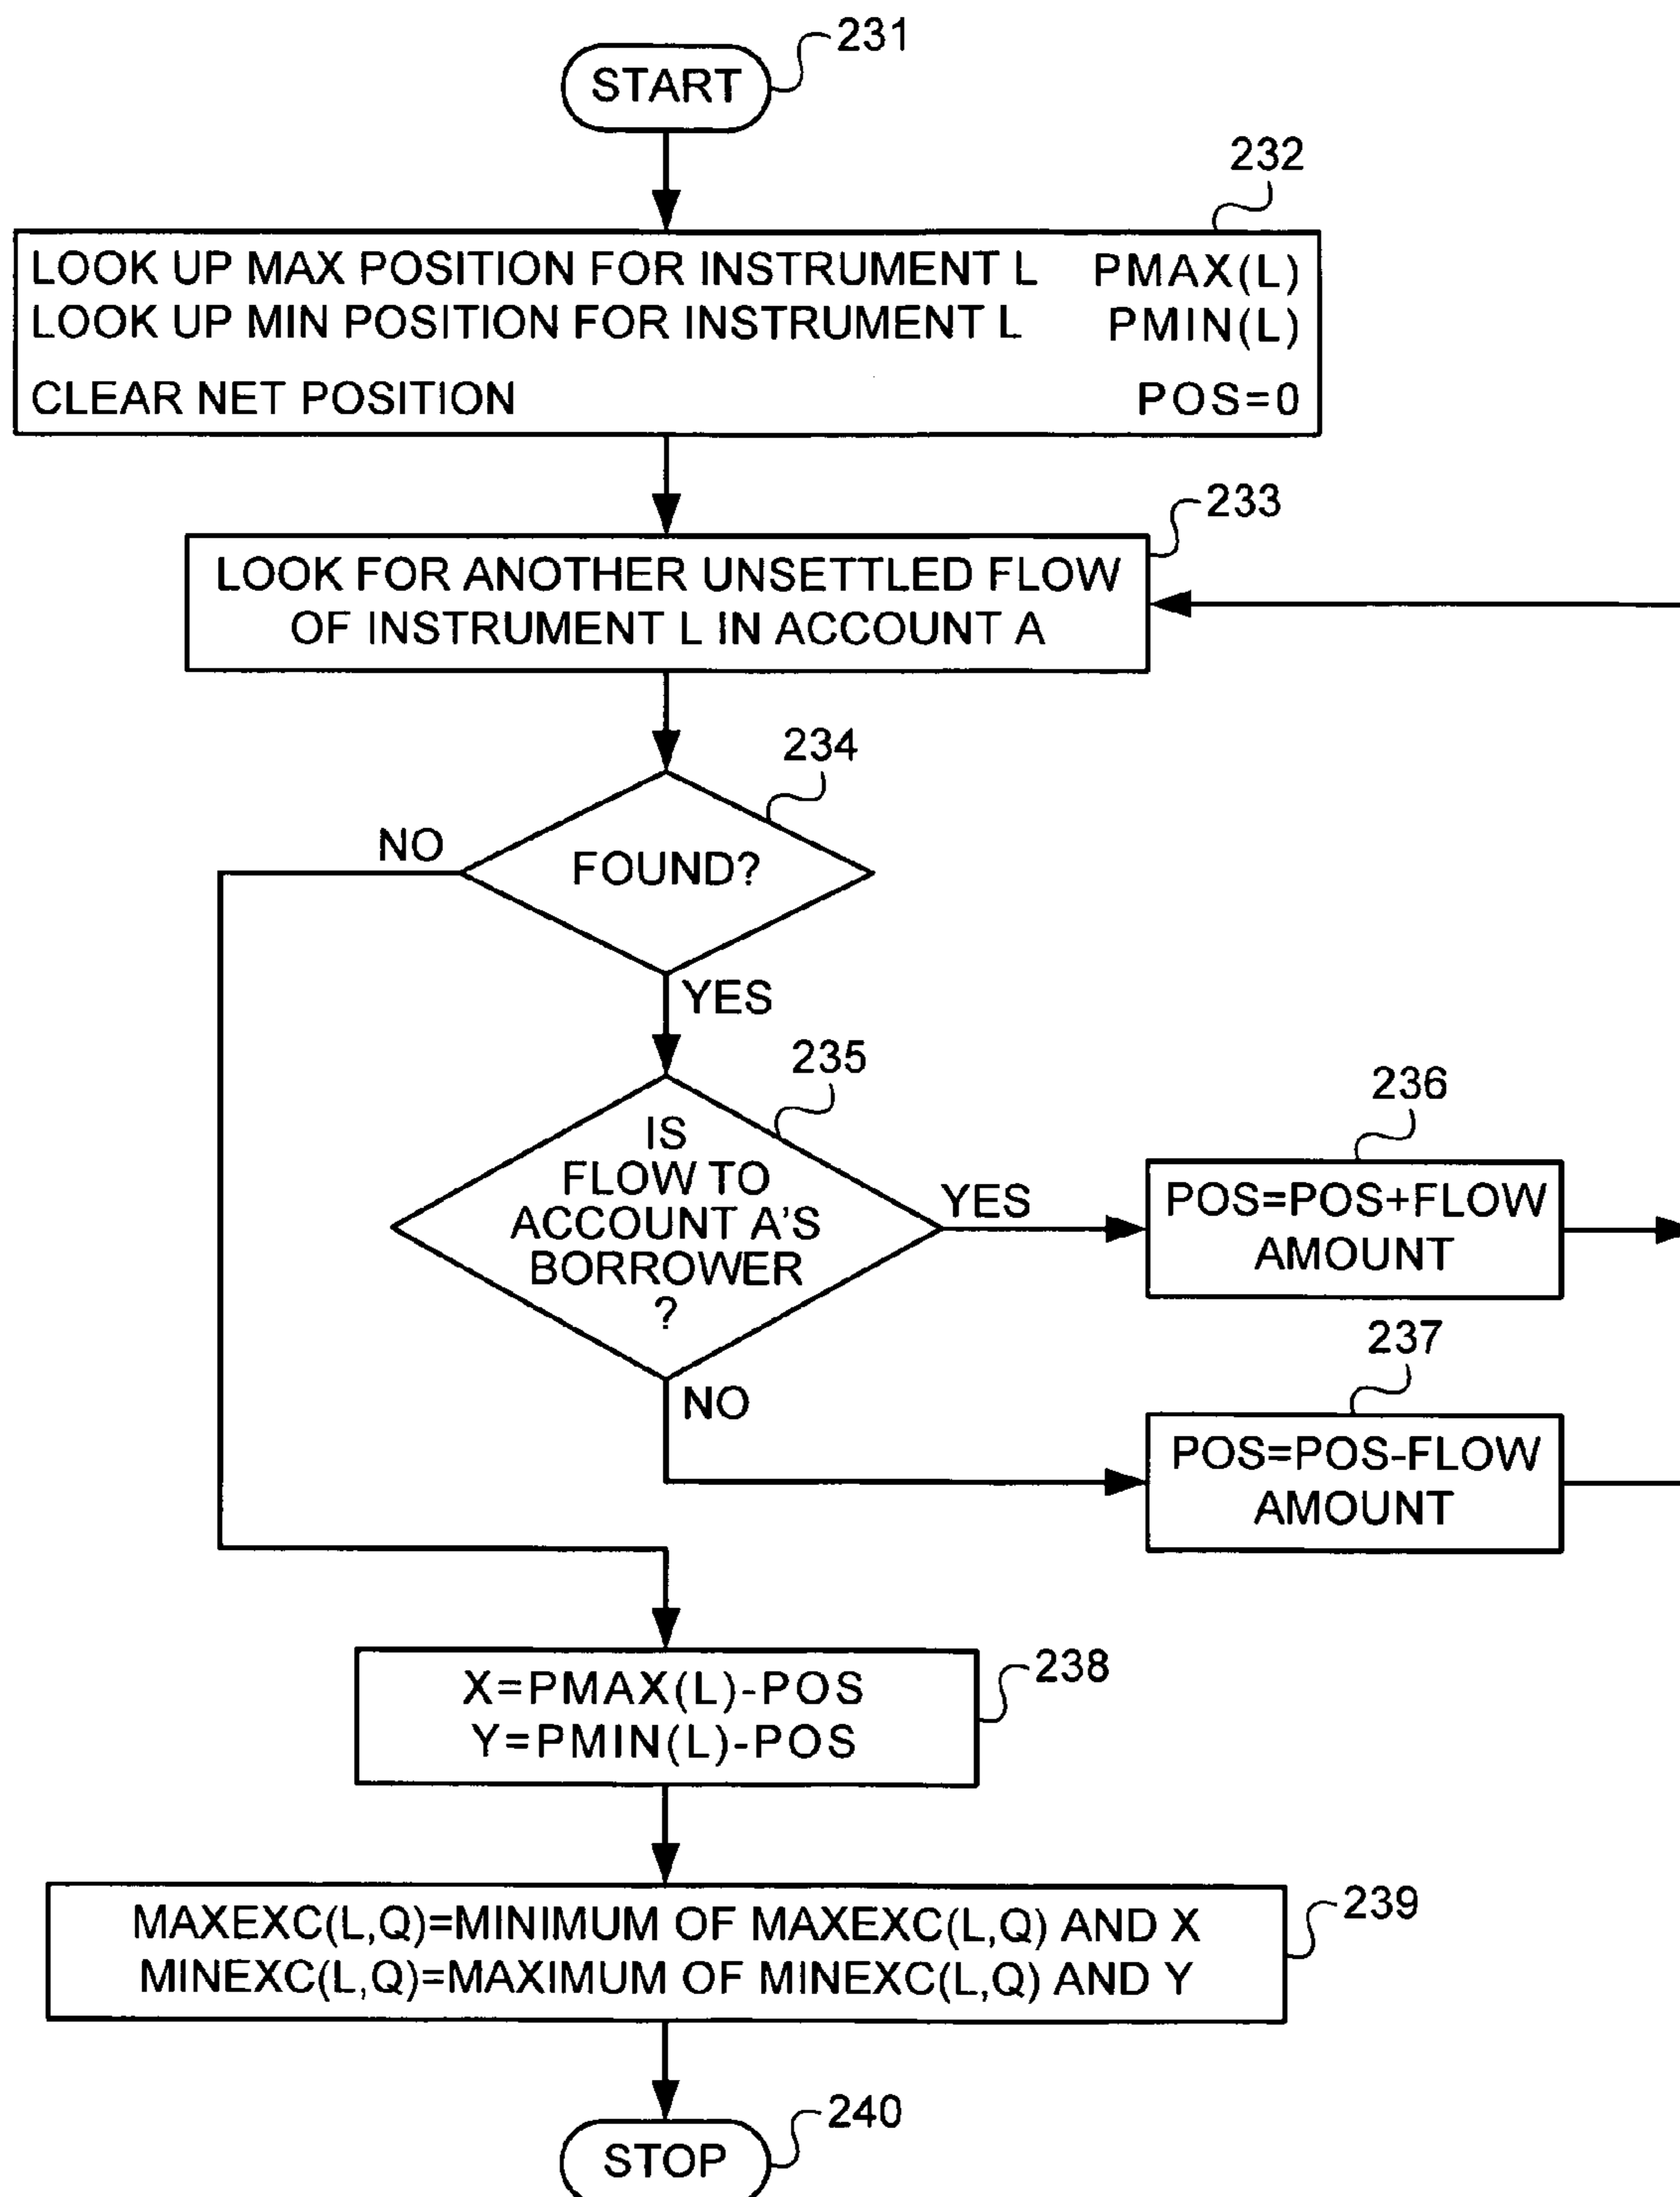 231
START
232
LOOK UP MAX POSITION FOR INSTRUMENT L PMAX(L)
LOOK UP MIN POSITION FOR INSTRUMENT L PMIN(L)
CLEAR NET POSITION POS=0
233
LOOK FOR ANOTHER UNSETTLED FLOW
OF INSTRUMENT L IN ACCOUNT A
234
NO
FOUND?
YES
235
IS
FLOW TO
ACCOUNT A'S
BORROWER
?
YES
236
POS=POS+FLOW
AMOUNT
NO
237
POS=POS-FLOW
AMOUNT
238
X=PMAX(L)-POS
Y=PMIN(L)-POS
239
MAXEXC(L,Q)=MINIMUM OF MAXEXC(L,Q) AND X
MINEXC(L,Q)=MAXIMUM OF MINEXC(L,Q) AND Y
240
STOP